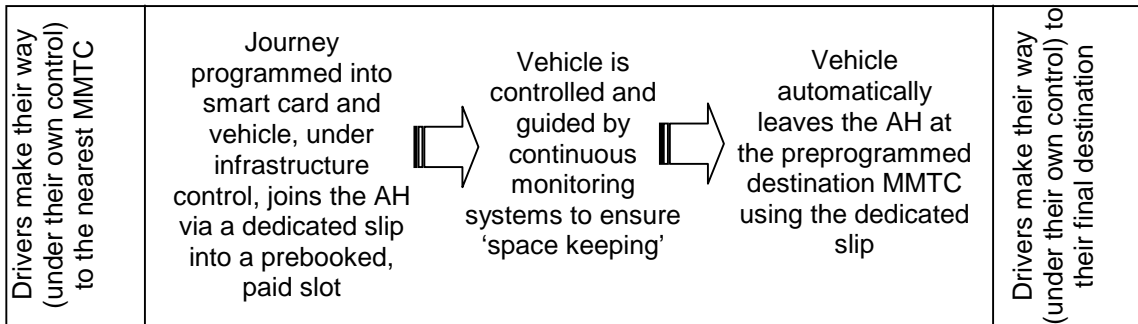 Drivers make their way
(under their own control)
to the nearest MMTC
Journey
programmed into
smart card and
vehicle, under
infrastructure
control, joins the AH
via a dedicated slip
into a prebooked,
paid slot
Vehicle is
controlled and
guided by
continuous
monitoring
systems to ensure
‘space keeping’
Vehicle
automatically
leaves the AH at
the preprogrammed
destination MMTC
using the dedicated
slip
Drivers make their way
(under their own control) to
their final destination